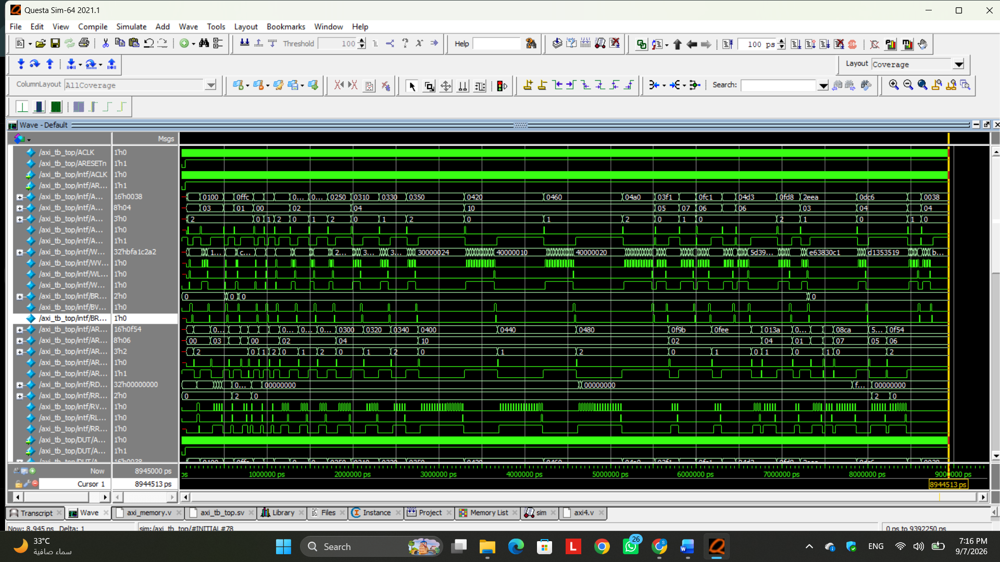 Questa Sim-64 2021.1
File Edit View Compile Simulate Add Wave Tools Layout Bookmarks Window Help
Threshold 100 Help 100 ps
Layout Coverage
ColumnLayout AllCoverage Search:
Wave - Default
Msgs
/axi_tb_top/ACLK 1'h0
/axi_tb_top/ARESETn 1'h1
/axi_tb_top/intf/ACLK 1'h0
/axi_tb_top/intf/AR... 1'h1
/axi_tb_top/intf/A... 16'h0038 0100 0ffc 0... 0... 0250 0310 0330 0350 0420 0460 04a0 03f1 0fc1 04d3 0fd8 2eea 0dc6 0038
/axi_tb_top/intf/A... 8'h04 03 01 00 02 04 10 05 07 06 06 03 04 04
/axi_tb_top/intf/A... 3'h0 2 0 1 2 0 1 2 0 1 2 0 1 2 0 1 0 2 1 0 1 0
/axi_tb_top/intf/A... 1'h0
/axi_tb_top/intf/A... 1'h1
/axi_tb_top/intf/W... 32'hbfa1c2a2 1... c... 2... 3... 3... 30000024 40000010 40000020 5d39... e63830c1 d1353519 b...
/axi_tb_top/intf/WV... 1'h0
/axi_tb_top/intf/WL... 1'h0
/axi_tb_top/intf/W... 1'h0
/axi_tb_top/intf/BR... 2'h0 0 0 0 0
/axi_tb_top/intf/BV... 1'h0
/axi_tb_top/intf/BR... 1'h0
/axi_tb_top/intf/AR... 16'h0f54 0... 0... 0... 0... 0300 0320 0340 0400 0440 0480 0f9b 0fee 013a 0... 08ca 5... 0f54
/axi_tb_top/intf/AR... 8'h06 00 03 00 02 04 10 02 04 01 07 05 06
/axi_tb_top/intf/AR... 3'h2 2 0 1 2 0 1 2 0 1 2 0 1 2 0 1 0 1 0 1 0 2
/axi_tb_top/intf/AR... 1'h0
/axi_tb_top/intf/AR... 1'h1
/axi_tb_top/intf/RD... 32'h00000000 0... 00000000 00000000 f... 00000000
/axi_tb_top/intf/RR... 2'h0 0 2 0 2 0
/axi_tb_top/intf/RV... 1'h0
/axi_tb_top/intf/RL... 1'h0
/axi_tb_top/intf/RR... 1'h0
/axi_tb_top/DUT/A... 1'h0
/axi_tb_top/DUT/A... 1'h1
Now 8945000 ps ps 1000000 ps 2000000 ps 3000000 ps 4000000 ps 5000000 ps 6000000 ps 7000000 ps 8000000 ps 9000000 ps
Cursor 1 8944513 ps 8944513 ps
Transcript Wave axi_memory.v axi_tb_top.sv Library Files Instance Project Memory List sim axi4.v
Now: 8,945 ns Delta: 1 sim:/axi_tb_top/#INITIAL#78 0 ps to 9392250 ps
33°C
سماء صافية
Search
26
ENG
7:16 PM
9/7/2026